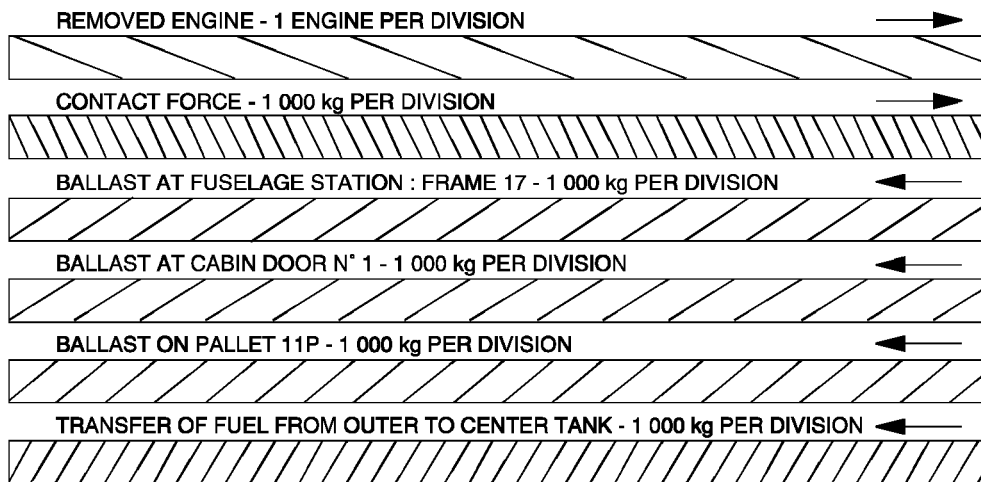 REMOVED ENGINE - 1 ENGINE PER DIVISION
CONTACT FORCE - 1 000 kg PER DIVISION
BALLAST AT FUSELAGE STATION : FRAME 17 - 1 000 kg PER DIVISION
BALLAST AT CABIN DOOR N° 1 - 1 000 kg PER DIVISION
BALLAST ON PALLET 11P - 1 000 kg PER DIVISION
TRANSFER OF FUEL FROM OUTER TO CENTER TANK - 1 000 kg PER DIVISION